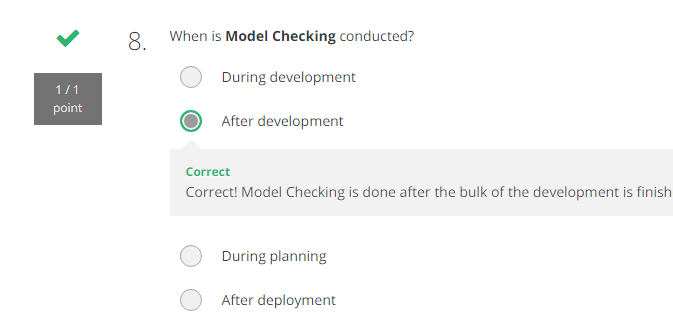 8. When is Model Checking conducted?
1 / 1
point
During development
After development
Correct
Correct! Model Checking is done after the bulk of the development is finish
During planning
After deployment